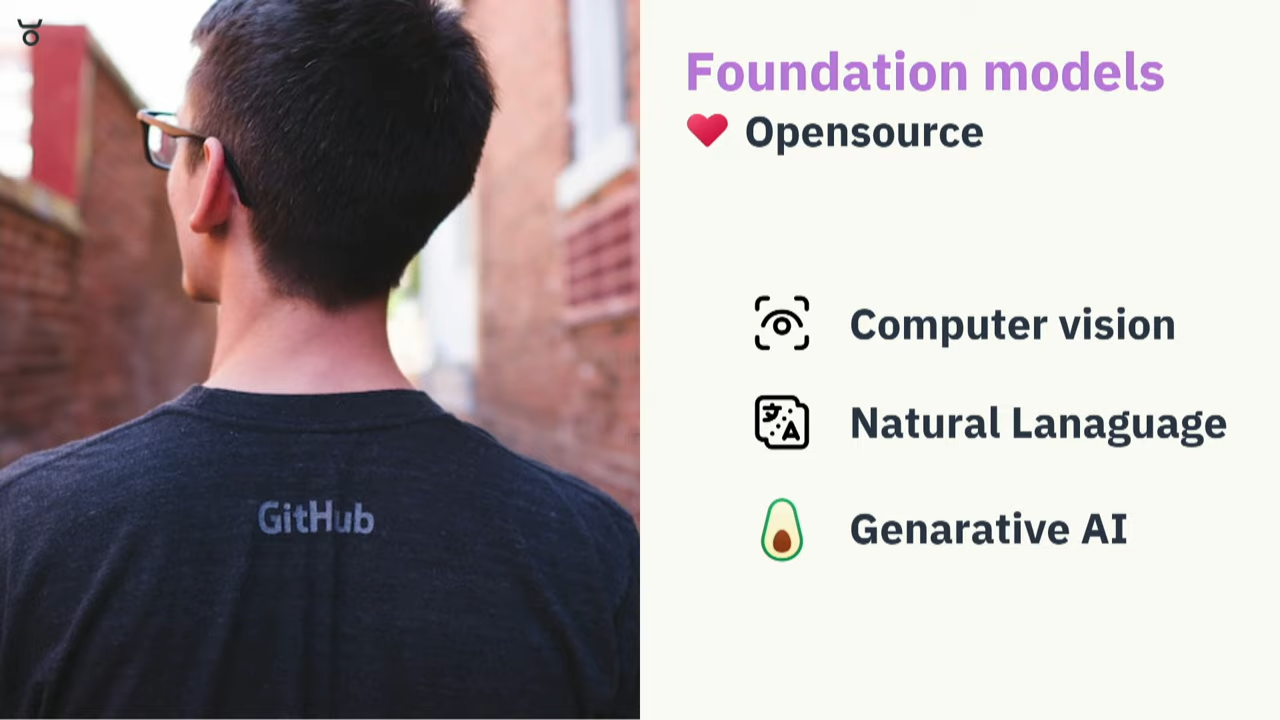 GitHub
Foundation models
Opensource
Computer vision
Natural Lanaguage
Genarative AI